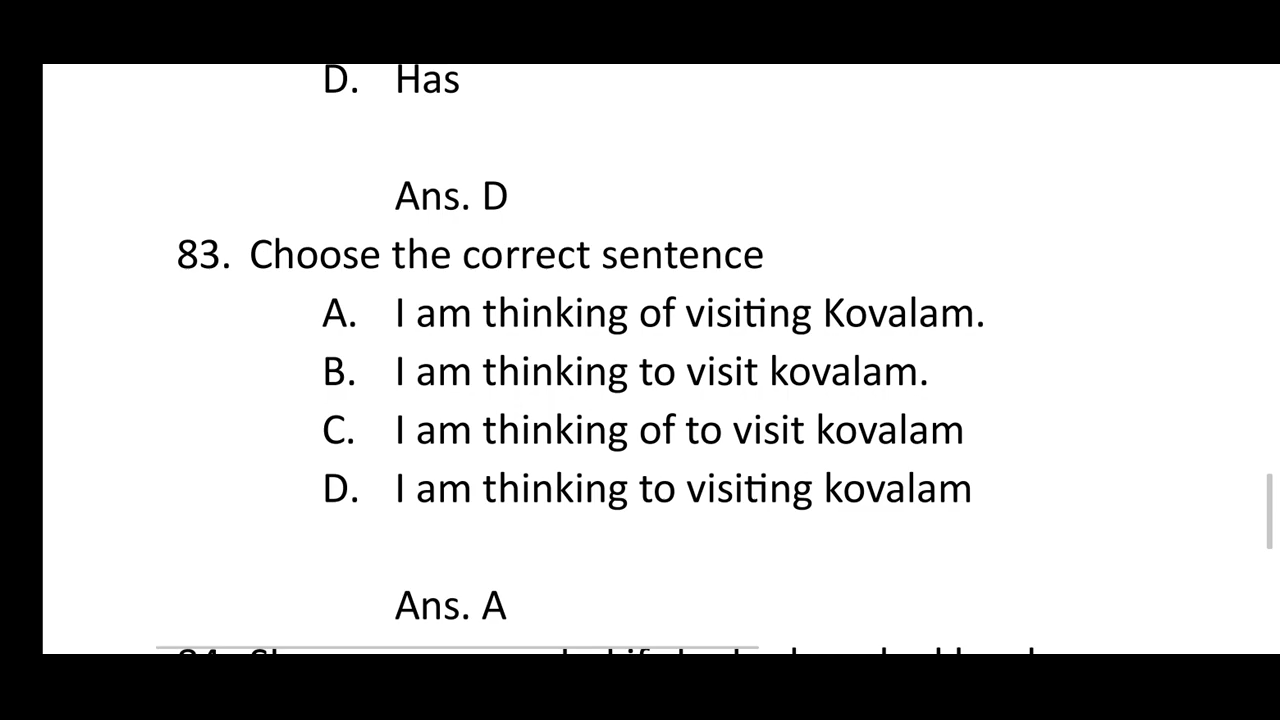 D. Has
Ans. D
83. Choose the correct sentence
A. I am thinking of visiting Kovalam.
B. I am thinking to visit kovalam.
C. I am thinking of to visit kovalam
D. I am thinking to visiting kovalam
Ans. A